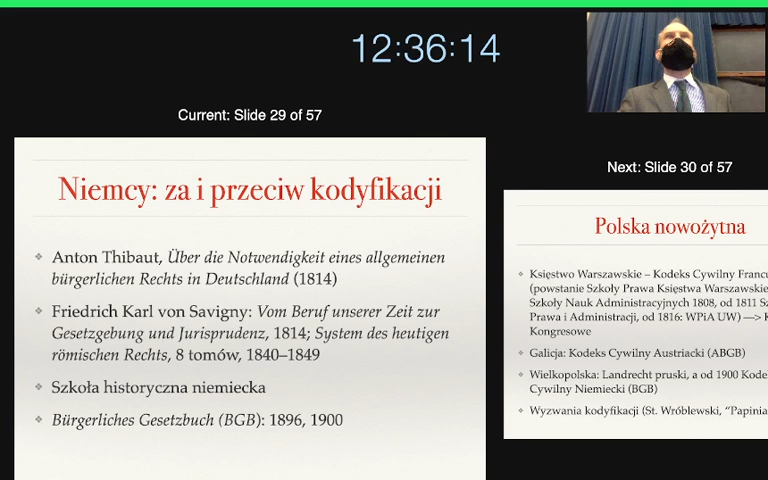 12:36:14
Current: Slide 29 of 57
Niemcy: za i przeciw kodyfikacji
Anton Thibaut, Über die Notwendigkeit eines allgemeinen
bürgerlichen Rechts in Deutschland (1814)
Friedrich Karl von Savigny: Vom Beruf unserer Zeit zur
Gesetzgebung und Jurisprudenz, 1814; System des heutigen
römischen Rechts, 8 tomów, 1840–1849
Szkoła historyczna niemiecka
Bürgerliches Gesetzbuch (BGB): 1896, 1900
Next: Slide 30 of 57
Polska nowożytna
Księstwo Warszawskie – Kodeks Cywilny
(powstanie Szkoły Prawa Księstwa
Szkoły Nauk Administracyjnych 1808, od 1811
Prawa i Administracji, od 1816: WPiA UW) —>
Kongresowe
Galicja: Kodeks Cywilny Austriacki (ABGB)
Wielkopolska: Landrecht pruski, a od 1900
Cywilny Niemiecki (BGB)
Wyzwania kodyfikacji (St. Wróblewski,